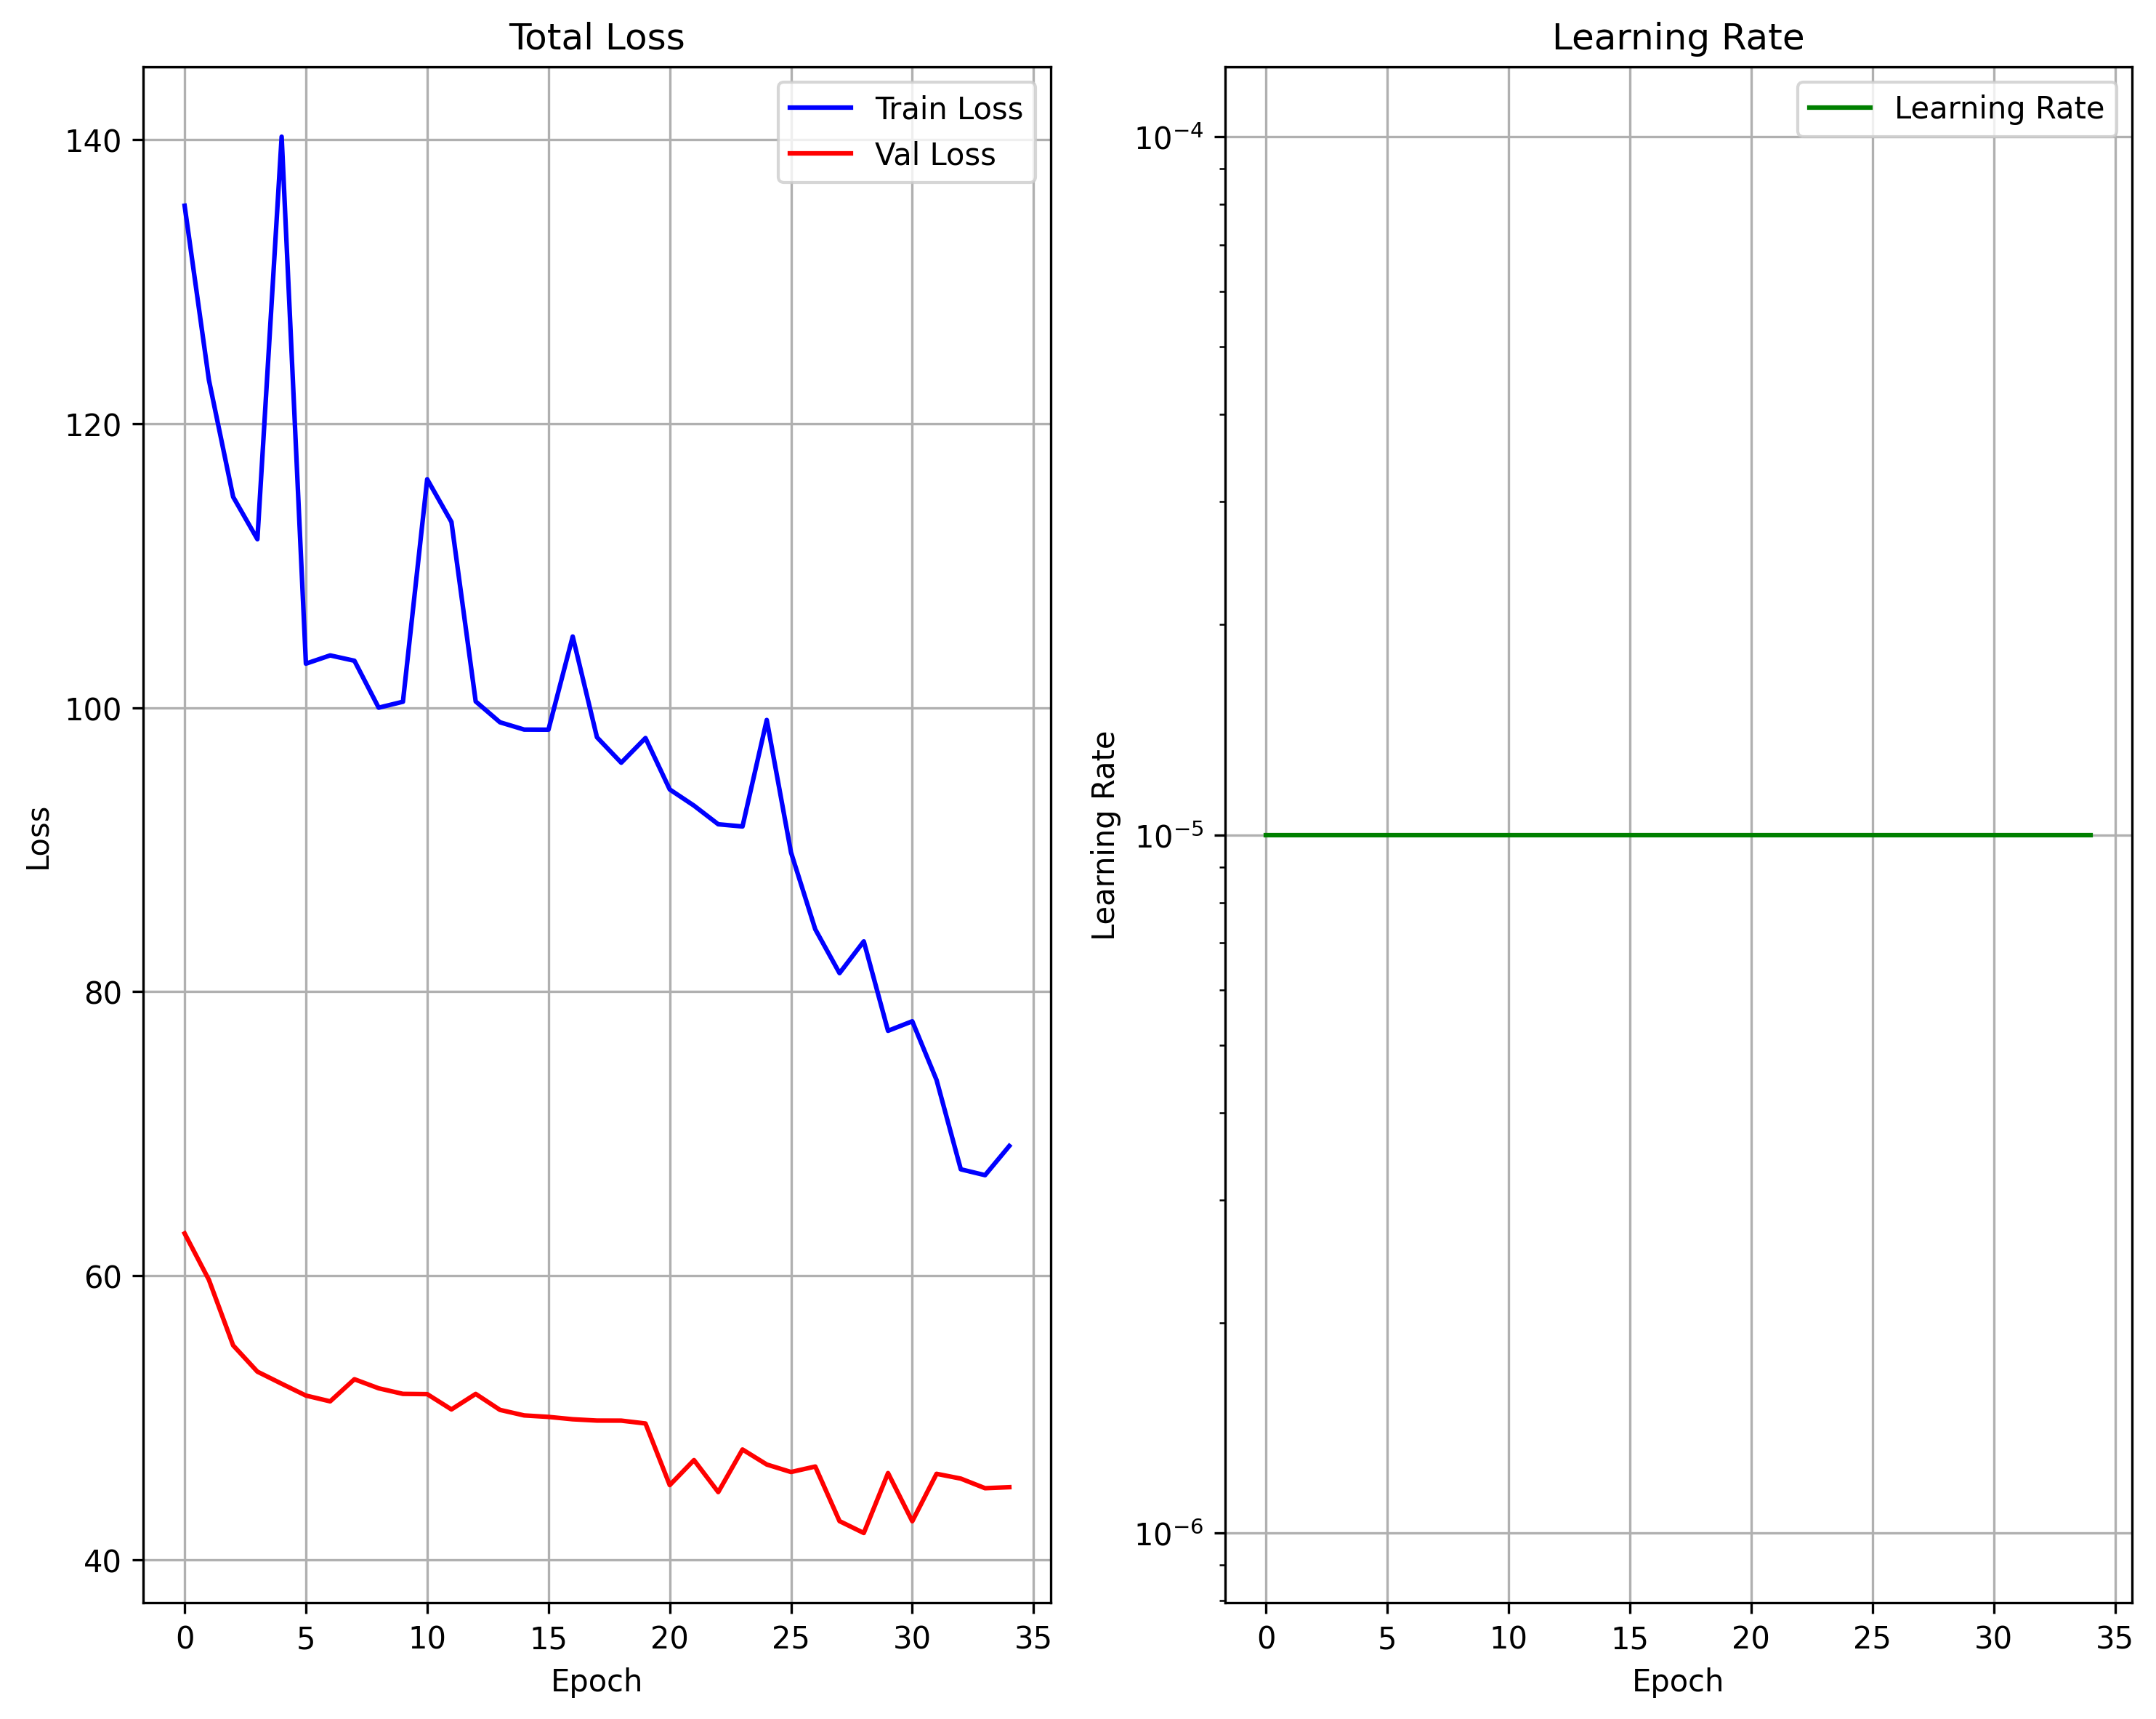 Total Loss
Train Loss
Val Loss
140
120
100
80
60
40
Loss
0 5 10 15 20 25 30 35
Epoch
Learning Rate
Learning Rate
10⁻⁴
10⁻⁵
10⁻⁶
Learning Rate
0 5 10 15 20 25 30 35
Epoch